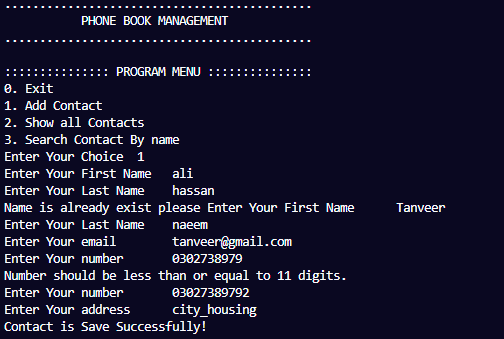 ............................................
PHONE BOOK MANAGEMENT
............................................
::::::::::::::: PROGRAM MENU :::::::::::::::
0. Exit
1. Add Contact
2. Show all Contacts
3. Search Contact By name
Enter Your Choice  1
Enter Your First Name   ali
Enter Your Last Name    hassan
Name is already exist please Enter Your First Name      Tanveer
Enter Your Last Name    naeem
Enter Your email        tanveer@gmail.com
Enter Your number       0302738979
Number should be less than or equal to 11 digits.
Enter Your number       03027389792
Enter Your address      city_housing
Contact is Save Successfully!